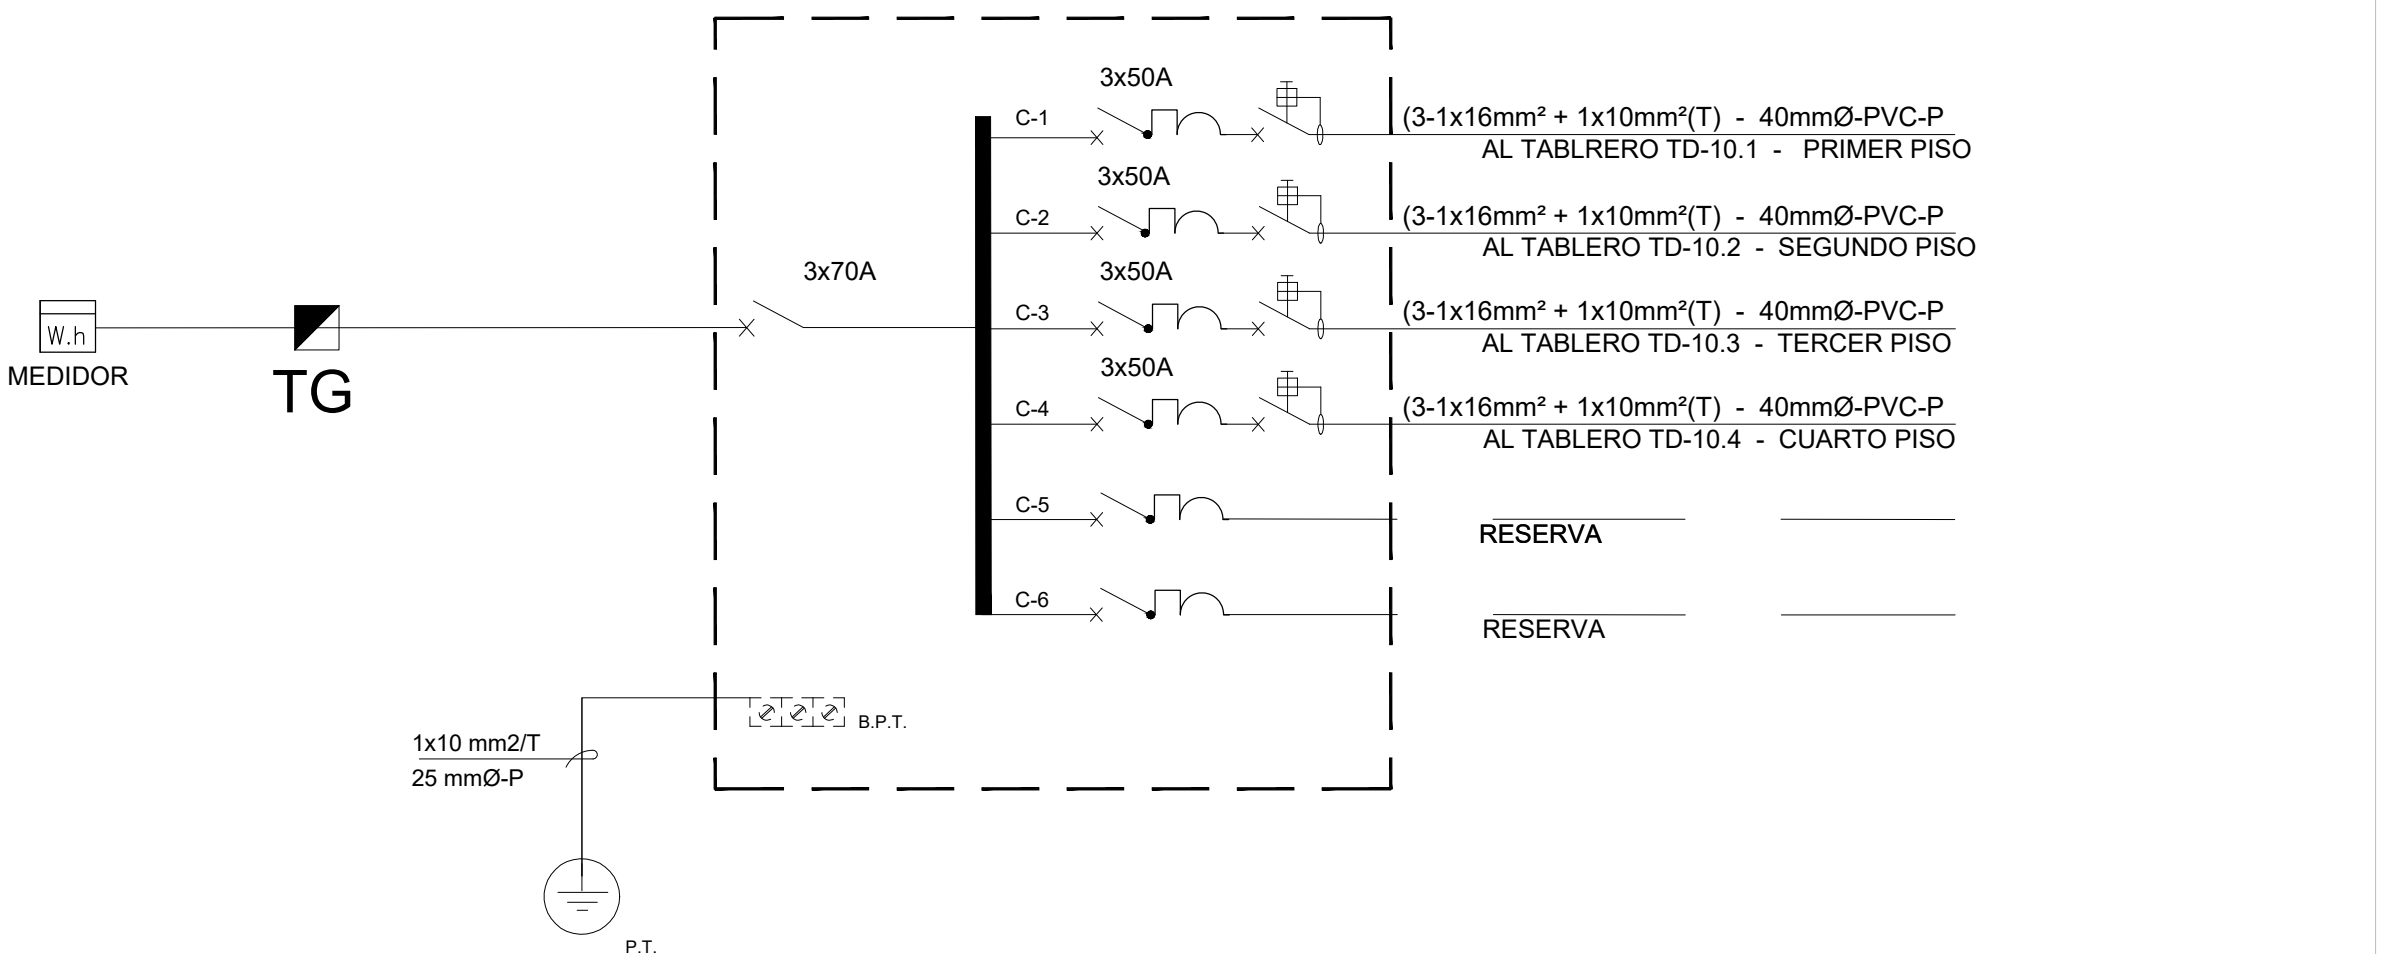 3x50A
C-1
(3-1x16mm² + 1x10mm²(T) - 40mmØ-PVC-P
AL TABLRERO TD-10.1 - PRIMER PISO
3x50A
C-2
(3-1x16mm² + 1x10mm²(T) - 40mmØ-PVC-P
AL TABLERO TD-10.2 - SEGUNDO PISO
3x70A
3x50A
C-3
(3-1x16mm² + 1x10mm²(T) - 40mmØ-PVC-P
AL TABLERO TD-10.3 - TERCER PISO
W.h
MEDIDOR
TG
3x50A
C-4
(3-1x16mm² + 1x10mm²(T) - 40mmØ-PVC-P
AL TABLERO TD-10.4 - CUARTO PISO
C-5
RESERVA
C-6
RESERVA
B.P.T.
1x10 mm2/T
25 mmØ-P
P.T.